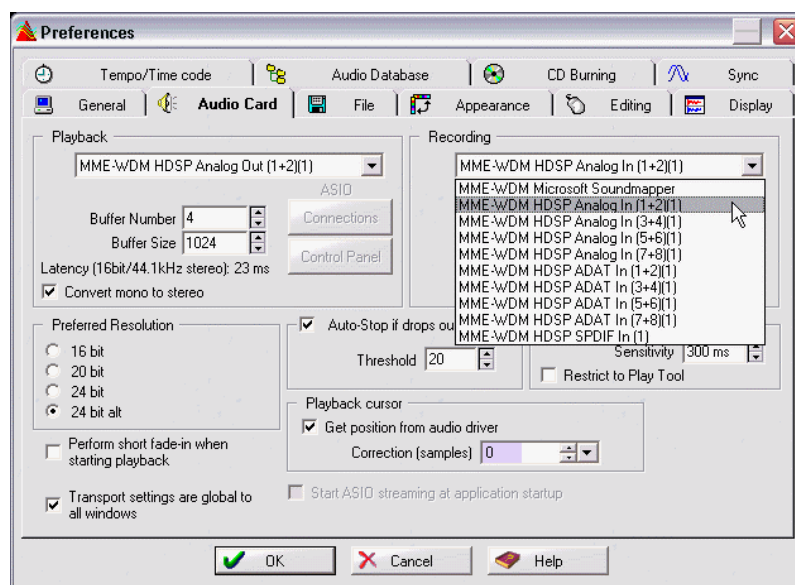 Preferences
Tempo/Time code
Audio Database
CD Burning
Sync
General
Audio Card
File
Appearance
Editing
Display
Playback
MME-WDM HDSP Analog Out (1+2)(1)
ASIO
Buffer Number 4
Connections
Buffer Size 1024
Control Panel
Latency (16bit/44.1kHz stereo): 23 ms
Convert mono to stereo
Recording
MME-WDM HDSP Analog In (1+2)(1)
MME-WDM Microsoft Soundmapper
MME-WDM HDSP Analog In (1+2)(1)
MME-WDM HDSP Analog In (3+4)(1)
MME-WDM HDSP Analog In (5+6)(1)
MME-WDM HDSP Analog In (7+8)(1)
MME-WDM HDSP ADAT In (1+2)(1)
MME-WDM HDSP ADAT In (3+4)(1)
MME-WDM HDSP ADAT In (5+6)(1)
MME-WDM HDSP ADAT In (7+8)(1)
MME-WDM HDSP SPDIF In (1)
Preferred Resolution
16 bit
20 bit
24 bit
24 bit alt
Auto-Stop if drops ou
Threshold 20
Sensitivity 300 ms
Restrict to Play Tool
Playback cursor
Get position from audio driver
Correction (samples) 0
Perform short fade-in when
starting playback
Transport settings are global to
all windows
Start ASIO streaming at application startup
OK
Cancel
Help